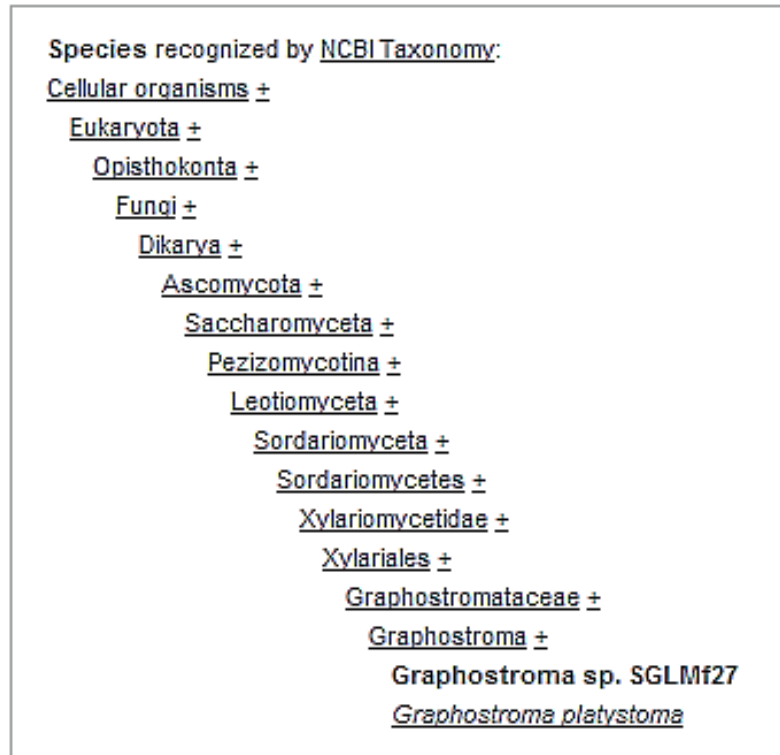 Species recognized by NCBI Taxonomy:
Cellular organisms +
Eukaryota +
Opisthokonta +
Fungi +
Dikarya +
Ascomycota +
Saccharomyceta +
Pezizomycotina +
Leotiomyceta +
Sordariomyceta +
Sordariomycetes +
Xylariomycetidae +
Xylariales +
Graphostromataceae +
Graphostroma +
Graphostroma sp. SGLMf27
Graphostroma platystoma